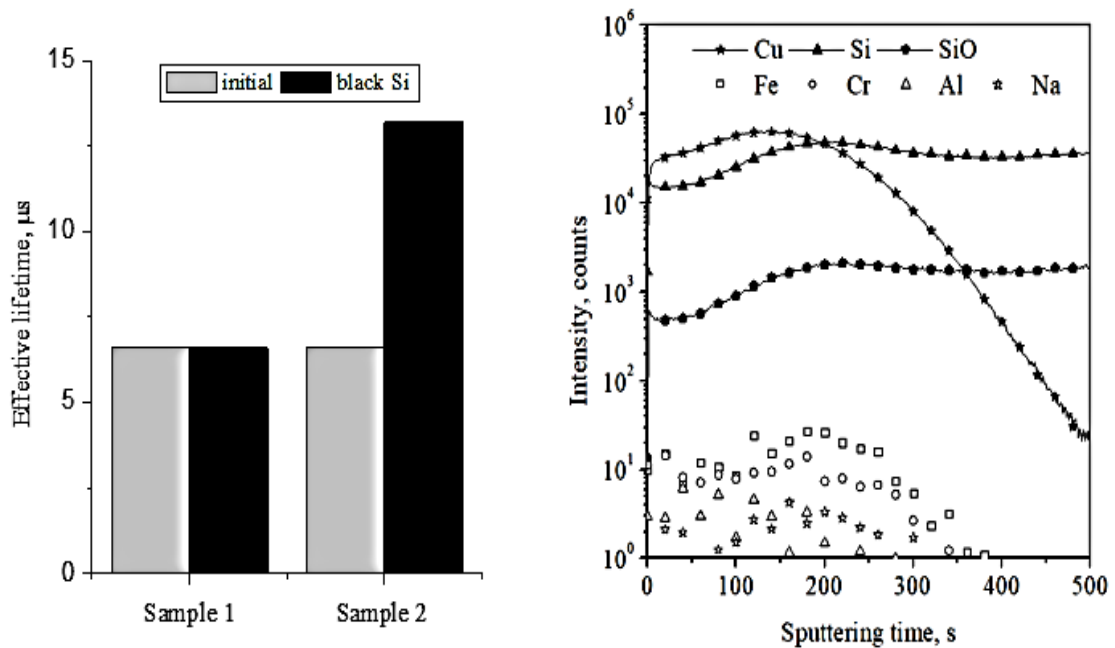 15
10
5
0
Effective lifetime, µs
initial black Si
Sample 1 Sample 2
10^6
10^5
10^4
10^3
10^2
10^1
10^0
Intensity, counts
Cu Si SiO
Fe Cr Al Na
0 100 200 300 400 500
Sputtering time, s